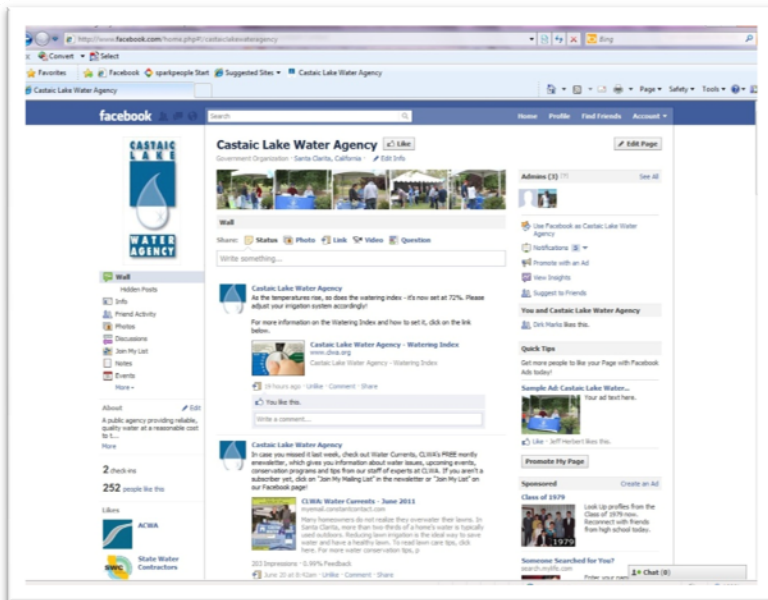 http://www.facebook.com/home.php#!/castaiclakewateragency
Bing
x Convert Select
Favorites Facebook sparkpeople Start Suggested Sites Castaic Lake Water Agency
Castaic Lake Water Agency
Page Safety Tools
facebook
Search
Home Profile Find Friends Account
CASTAIC
LAKE
WATER
AGENCY
Wall
Hidden Posts
Info
Friend Activity
Photos
Discussions
Join My List
Notes
Events
More
About Edit
A public agency providing reliable,
quality water at a reasonable cost
to t...
More
2 check-ins
252 people like this
Likes
ACWA
SWC
State Water
Contractors
Castaic Lake Water Agency Like
Government Organization · Santa Clarita, California · Edit Info
Wall
Share: Status Photo Link Video Question
Write something...
Castaic Lake Water Agency
As the temperatures rise, as does the watering index - it's now set at 72%. Please
adjust your irrigation system accordingly!
For more information on the Watering Index and how to set it, click on the link
below.
Castaic Lake Water Agency - Watering Index
www.clwa.org
Castaic Lake Water Agency - Watering Index
19 hours ago · Unlike · Comment · Share
You like this.
Write a comment...
Castaic Lake Water Agency
In case you missed it last week, check out Water Currents, CLWA's FREE montly
enewsletter, which gives you information about water issues, upcoming events,
conservation programs and tips from our staff of experts at CLWA. If you aren't a
subscriber yet, click on "Join My Mailing List" in the newsletter or "Join My List" on
our Facebook page!
CLWA: Water Currents - June 2011
myemail.constantcontact.com
Many homeowners do not realize they overwater their lawns. In
Santa Clarita, more than two thirds of a home's water is typically
used outdoors. Reducing lawn irrigation is the ideal way to save
water and have a healthy lawn. To read lawn care tips, click
here. For more water conservation tips, p
203 Impressions · 0.99% Feedback
June 20 at 8:42am · Unlike · Comment · Share
Edit Page
Admins (3) See All
Use Facebook as Castaic Lake Water
Agency
Notifications
Promote with an Ad
View Insights
Suggest to Friends
You and Castaic Lake Water Agency
Dirk Marks likes this.
Quick Tips
Get more people to like your Page with Facebook
Ads today!
Sample Ad: Castaic Lake Water...
Your ad text here.
Like · Jeff Herbert likes this.
Promote My Page
Sponsored Create an Ad
Class of 1979
1979
Look Up profiles from the
Class of 1979 now.
Reconnect with friends
from high school today.
Someone Searched for You?
search.mylife.com
Enter your name
Chat (8)